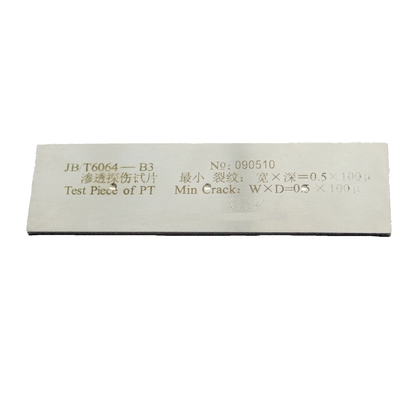 JB/T6064—B3 No: 090510
渗透探伤试片 最小 裂纹: 宽×深=0.5×100μ
Test Piece of PT Min Crack: W×D=0.5×100μ